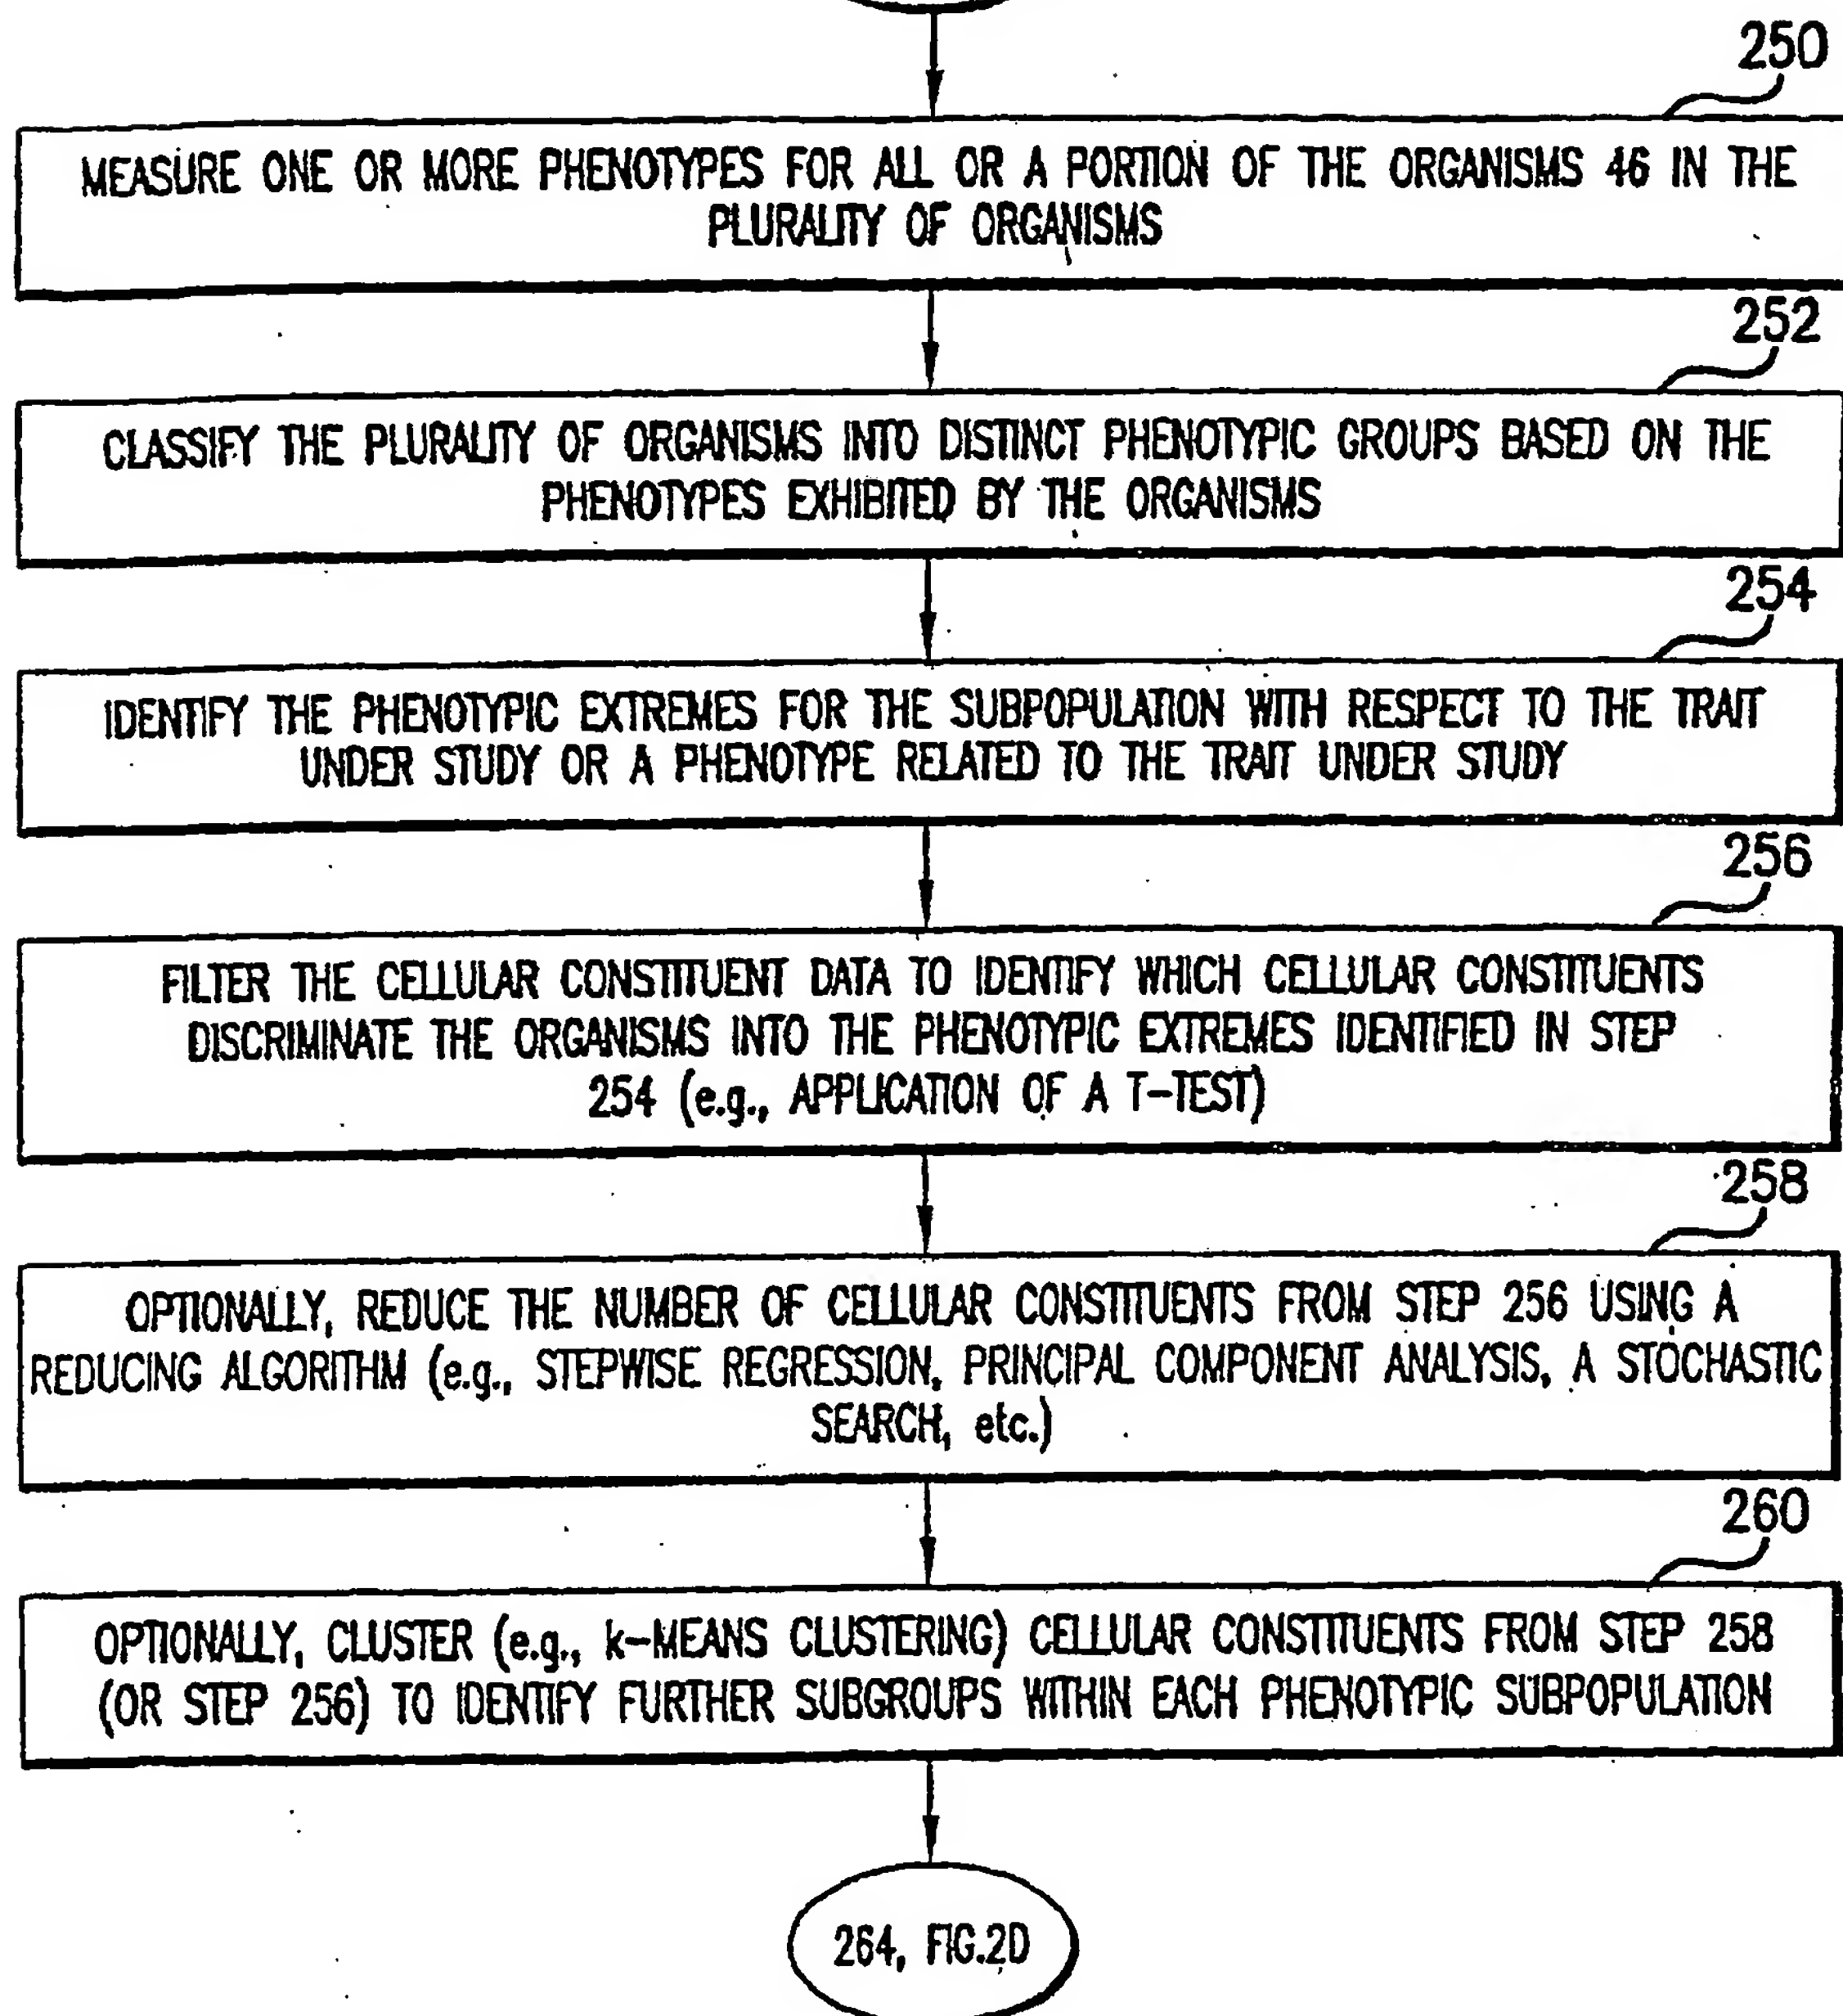 250
MEASURE ONE OR MORE PHENOTYPES FOR ALL OR A PORTION OF THE ORGANISMS 46 IN THE
PLURALITY OF ORGANISMS
252
CLASSIFY THE PLURALITY OF ORGANISMS INTO DISTINCT PHENOTYPIC GROUPS BASED ON THE
PHENOTYPES EXHIBITED BY THE ORGANISMS
254
IDENTIFY THE PHENOTYPIC EXTREMES FOR THE SUBPOPULATION WITH RESPECT TO THE TRAIT
UNDER STUDY OR A PHENOTYPE RELATED TO THE TRAIT UNDER STUDY
256
FILTER THE CELLULAR CONSTITUENT DATA TO IDENTIFY WHICH CELLULAR CONSTITUENTS
DISCRIMINATE THE ORGANISMS INTO THE PHENOTYPIC EXTREMES IDENTIFIED IN STEP
254 (e.g., APPLICATION OF A T-TEST)
258
OPTIONALLY, REDUCE THE NUMBER OF CELLULAR CONSTITUENTS FROM STEP 256 USING A
REDUCING ALGORITHM (e.g., STEPWISE REGRESSION, PRINCIPAL COMPONENT ANALYSIS, A STOCHASTIC
SEARCH, etc.)
260
OPTIONALLY, CLUSTER (e.g., k-MEANS CLUSTERING) CELLULAR CONSTITUENTS FROM STEP 258
(OR STEP 256) TO IDENTIFY FURTHER SUBGROUPS WITHIN EACH PHENOTYPIC SUBPOPULATION
264, FIG.2D